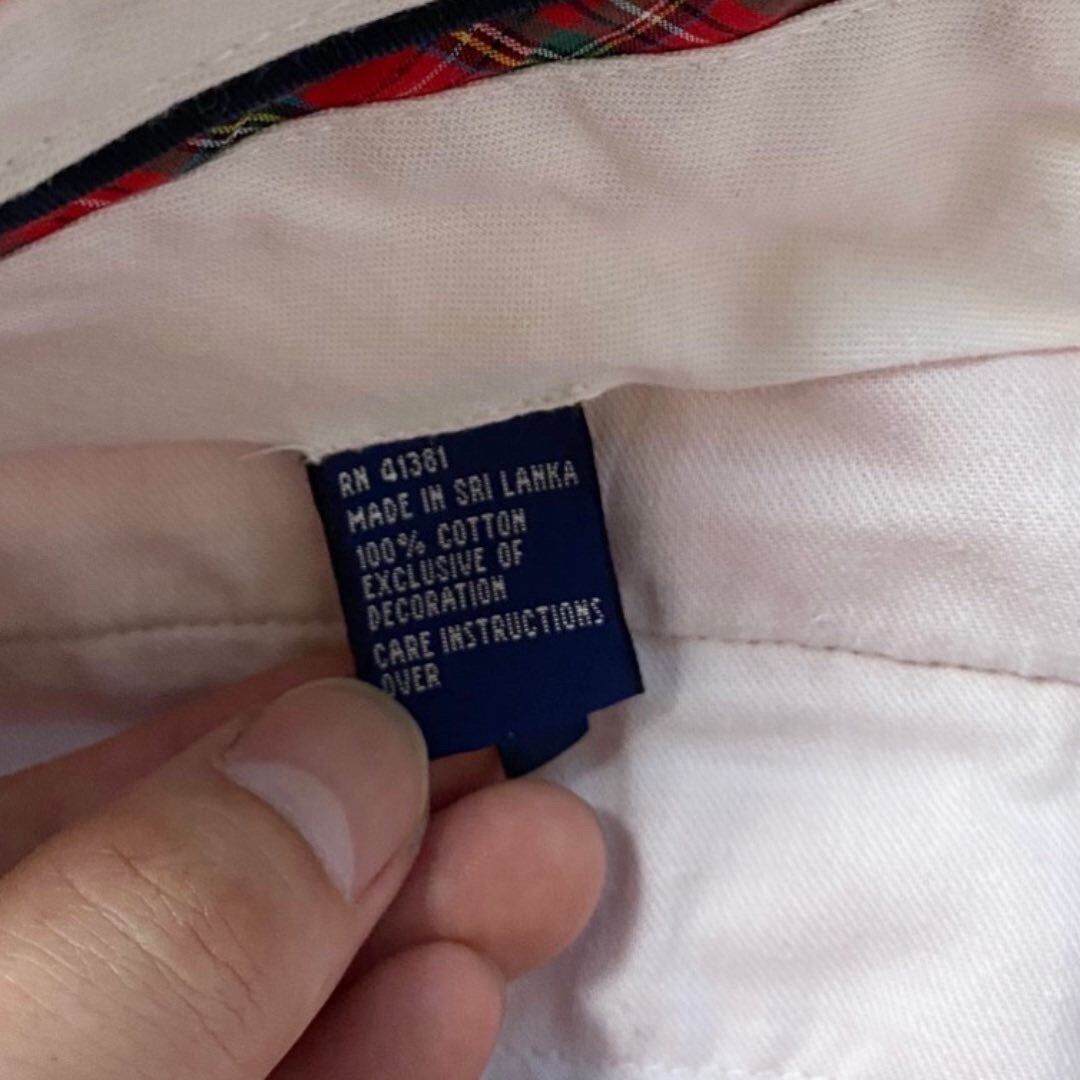 RN 41381
MADE IN SRI LANKA
100% COTTON
EXCLUSIVE OF
DECORATION
CARE INSTRUCTIONS
OVER